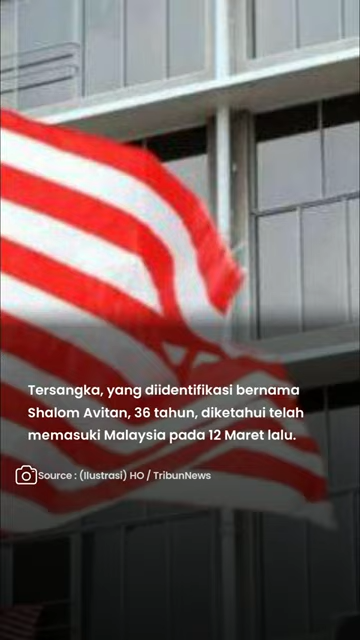 Tersangka, yang diidentifikasi bernama
Shalom Avitan, 36 tahun, diketahui telah
memasuki Malaysia pada 12 Maret lalu.
Source : (Ilustrasi) HO / TribunNews